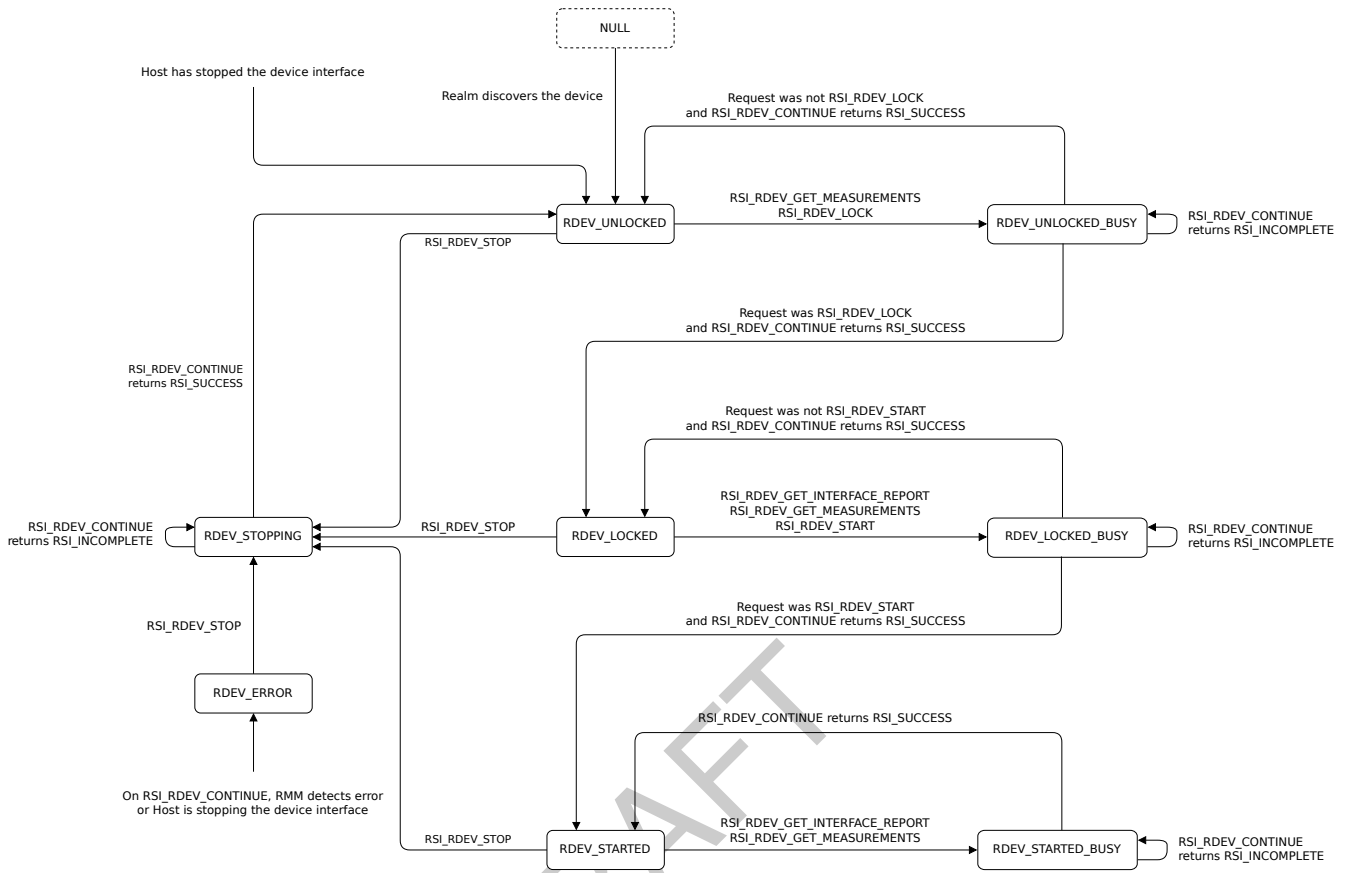 NULL
Host has stopped the device interface
Realm discovers the device
Request was not RSI_RDEV_LOCK
and RSI_RDEV_CONTINUE returns RSI_SUCCESS
RDEV_UNLOCKED
RSI_RDEV_GET_MEASUREMENTS
RSI_RDEV_LOCK
RDEV_UNLOCKED_BUSY
RSI_RDEV_CONTINUE
returns RSI_INCOMPLETE
RSI_RDEV_STOP
Request was RSI_RDEV_LOCK
and RSI_RDEV_CONTINUE returns RSI_SUCCESS
RSI_RDEV_CONTINUE
returns RSI_SUCCESS
Request was not RSI_RDEV_START
and RSI_RDEV_CONTINUE returns RSI_SUCCESS
RSI_RDEV_CONTINUE
returns RSI_INCOMPLETE
RDEV_STOPPING
RSI_RDEV_STOP
RDEV_LOCKED
RSI_RDEV_GET_INTERFACE_REPORT
RSI_RDEV_GET_MEASUREMENTS
RSI_RDEV_START
RDEV_LOCKED_BUSY
RSI_RDEV_CONTINUE
returns RSI_INCOMPLETE
Request was RSI_RDEV_START
and RSI_RDEV_CONTINUE returns RSI_SUCCESS
RSI_RDEV_STOP
RDEV_ERROR
RSI_RDEV_CONTINUE returns RSI_SUCCESS
On RSI_RDEV_CONTINUE, RMM detects error
or Host is stopping the device interface
RSI_RDEV_STOP
RDEV_STARTED
RSI_RDEV_GET_INTERFACE_REPORT
RSI_RDEV_GET_MEASUREMENTS
RDEV_STARTED_BUSY
RSI_RDEV_CONTINUE
returns RSI_INCOMPLETE